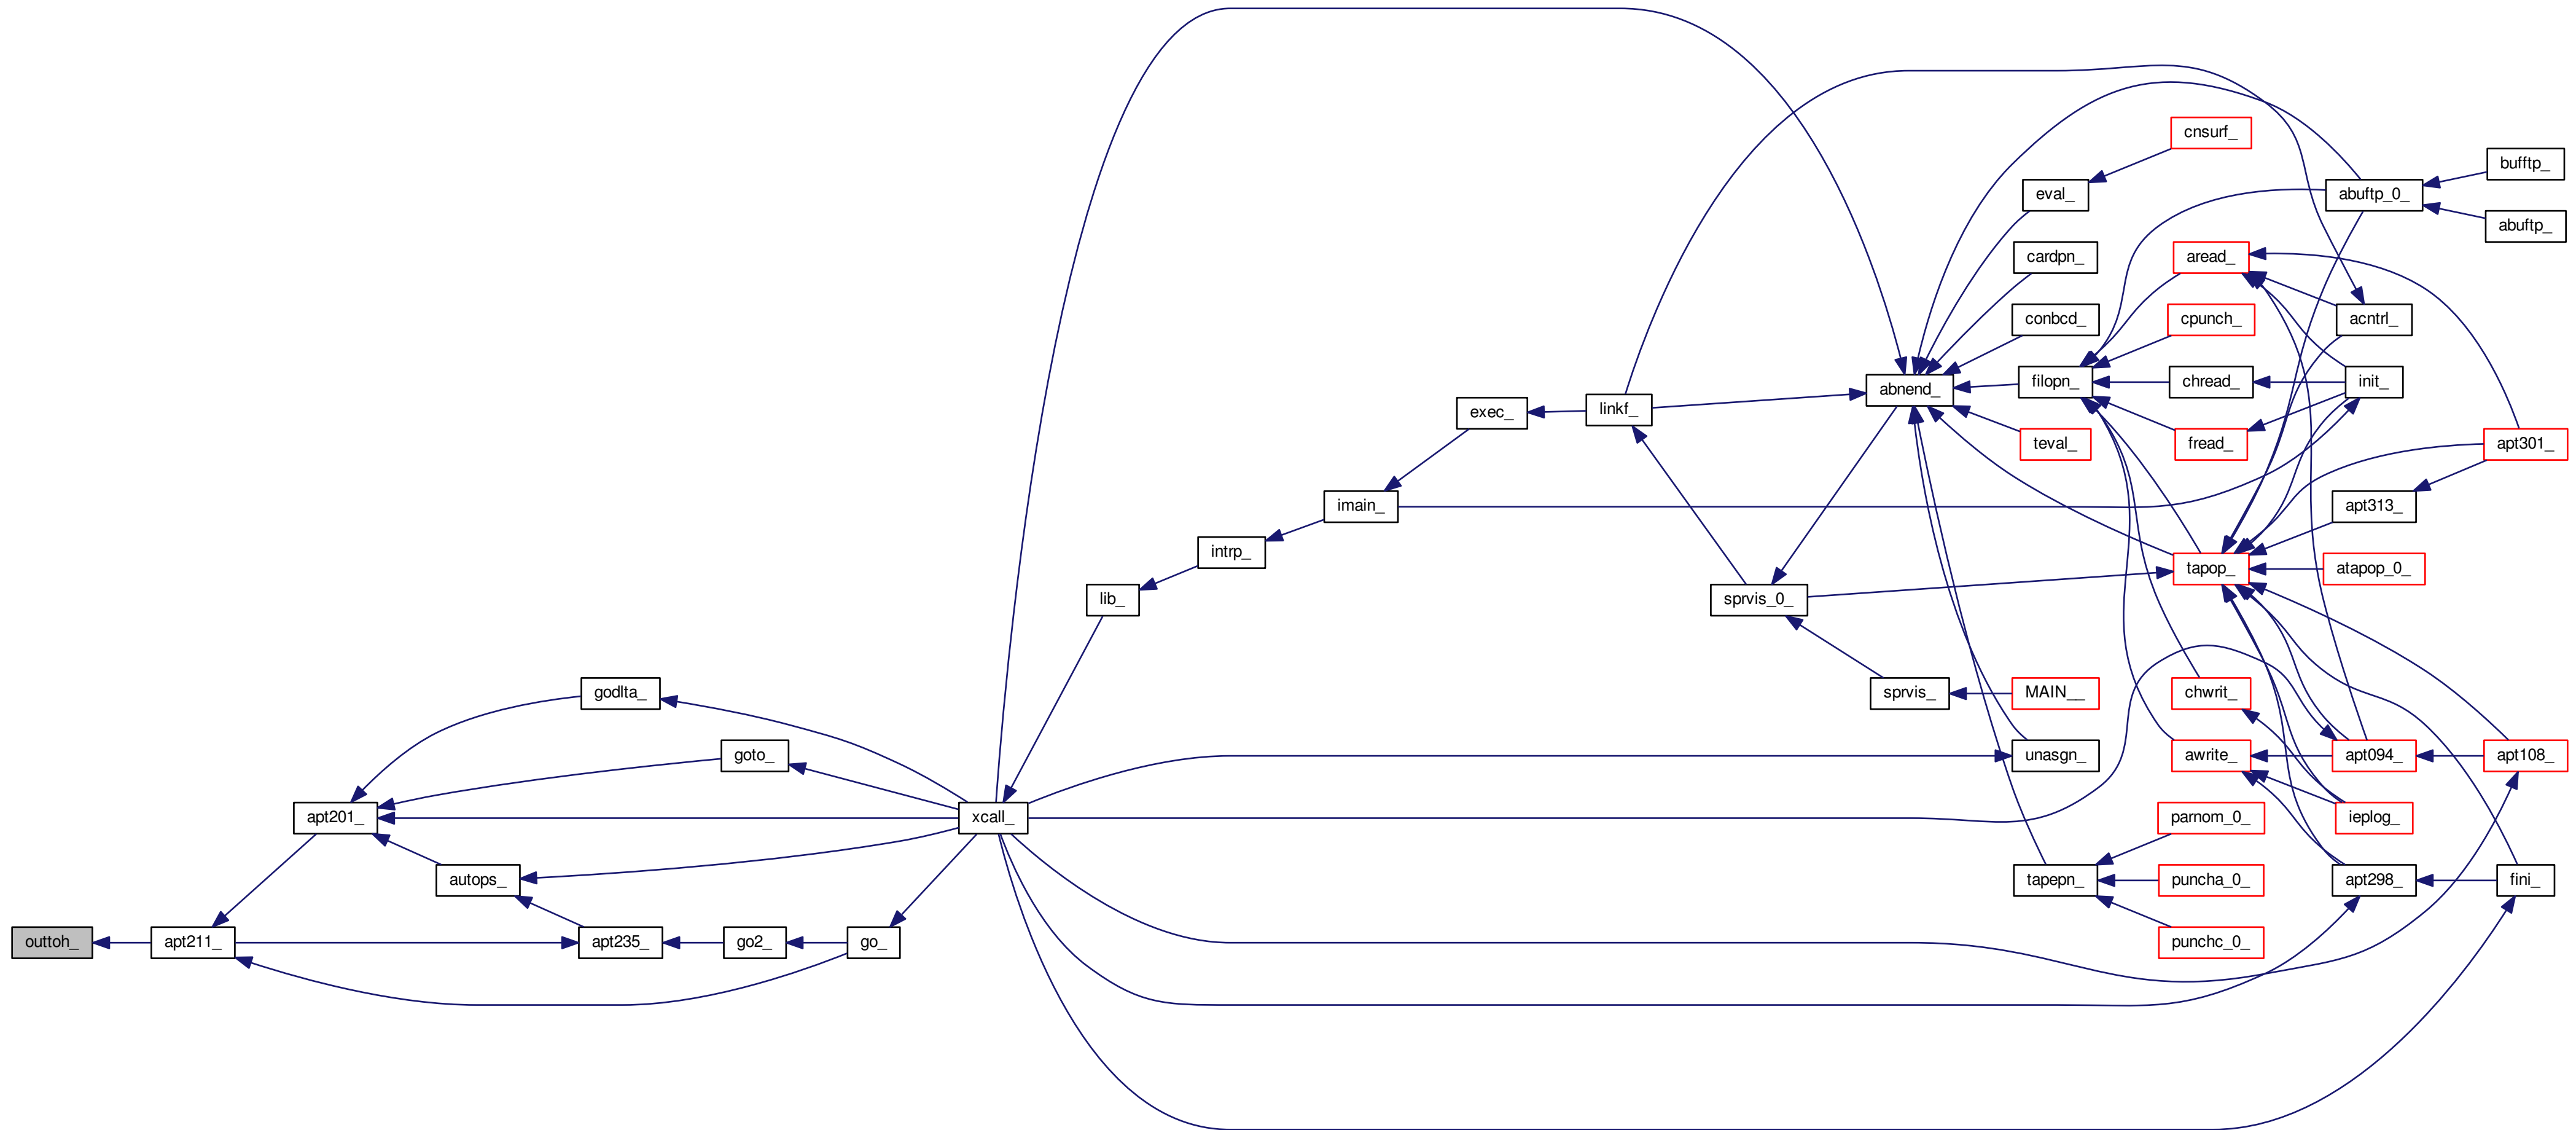 cnsurf_
bufftp_
eval_
abuftp_0_
abuftp_
cardpn_
aread_
conbcd_
cpunch_
acntrl_
abnend_
filopn_
chread_
init_
exec_
linkf_
teval_
fread_
apt301_
imain_
apt313_
intrp_
tapop_
atapop_0_
lib_
sprvis_0_
godlta_
sprvis_
MAIN__
chwrit_
goto_
unasgn_
awrite_
apt094_
apt108_
apt201_
xcall_
parnom_0_
ieplog_
autops_
tapepn_
puncha_0_
apt298_
fini_
outtoh_
apt211_
apt235_
go2_
go_
punchc_0_